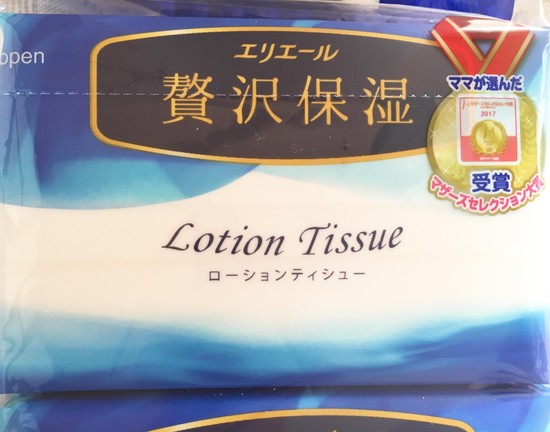 open
エリエール
贅沢保湿
ママが選んだ
2017
受賞
マザーズセレクション大賞
Lotion Tissue
ローションティシュー